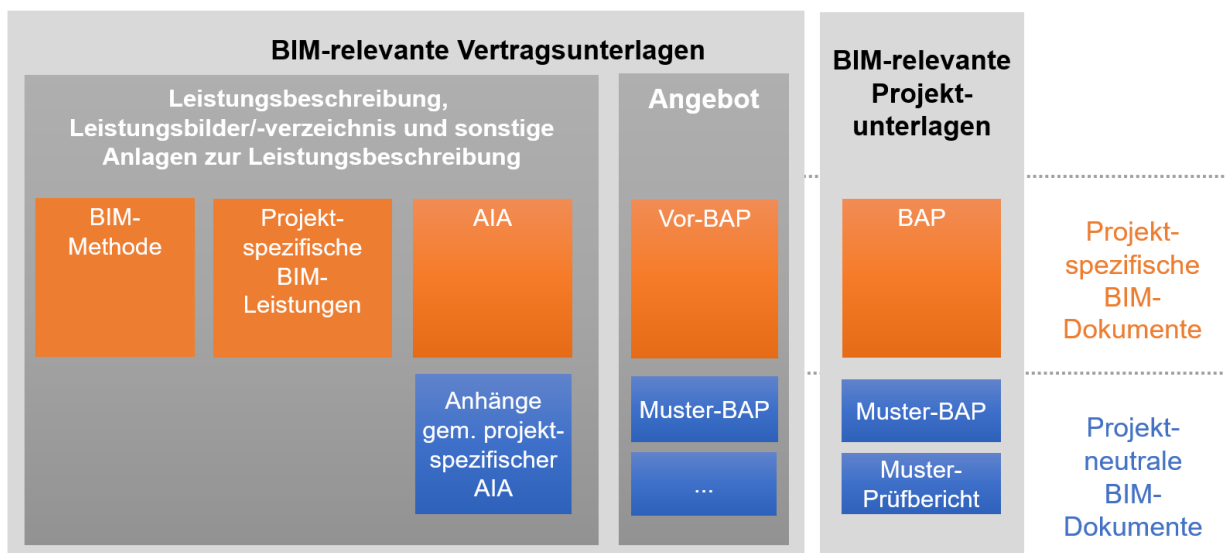 BIM-relevante Vertragsunterlagen
Leistungsbeschreibung,
Leistungsbilder/-verzeichnis und sonstige
Anlagen zur Leistungsbeschreibung
BIM-
Methode
Projekt-
spezifische
BIM-
Leistungen
AIA
Anhänge
gem. projekt-
spezifischer
AIA
Angebot
Vor-BAP
Muster-BAP
...
BIM-relevante
Projekt-
unterlagen
BAP
Muster-BAP
Muster-
Prüfbericht
Projekt-
spezifische
BIM-
Dokumente
Projekt-
neutrale
BIM-
Dokumente